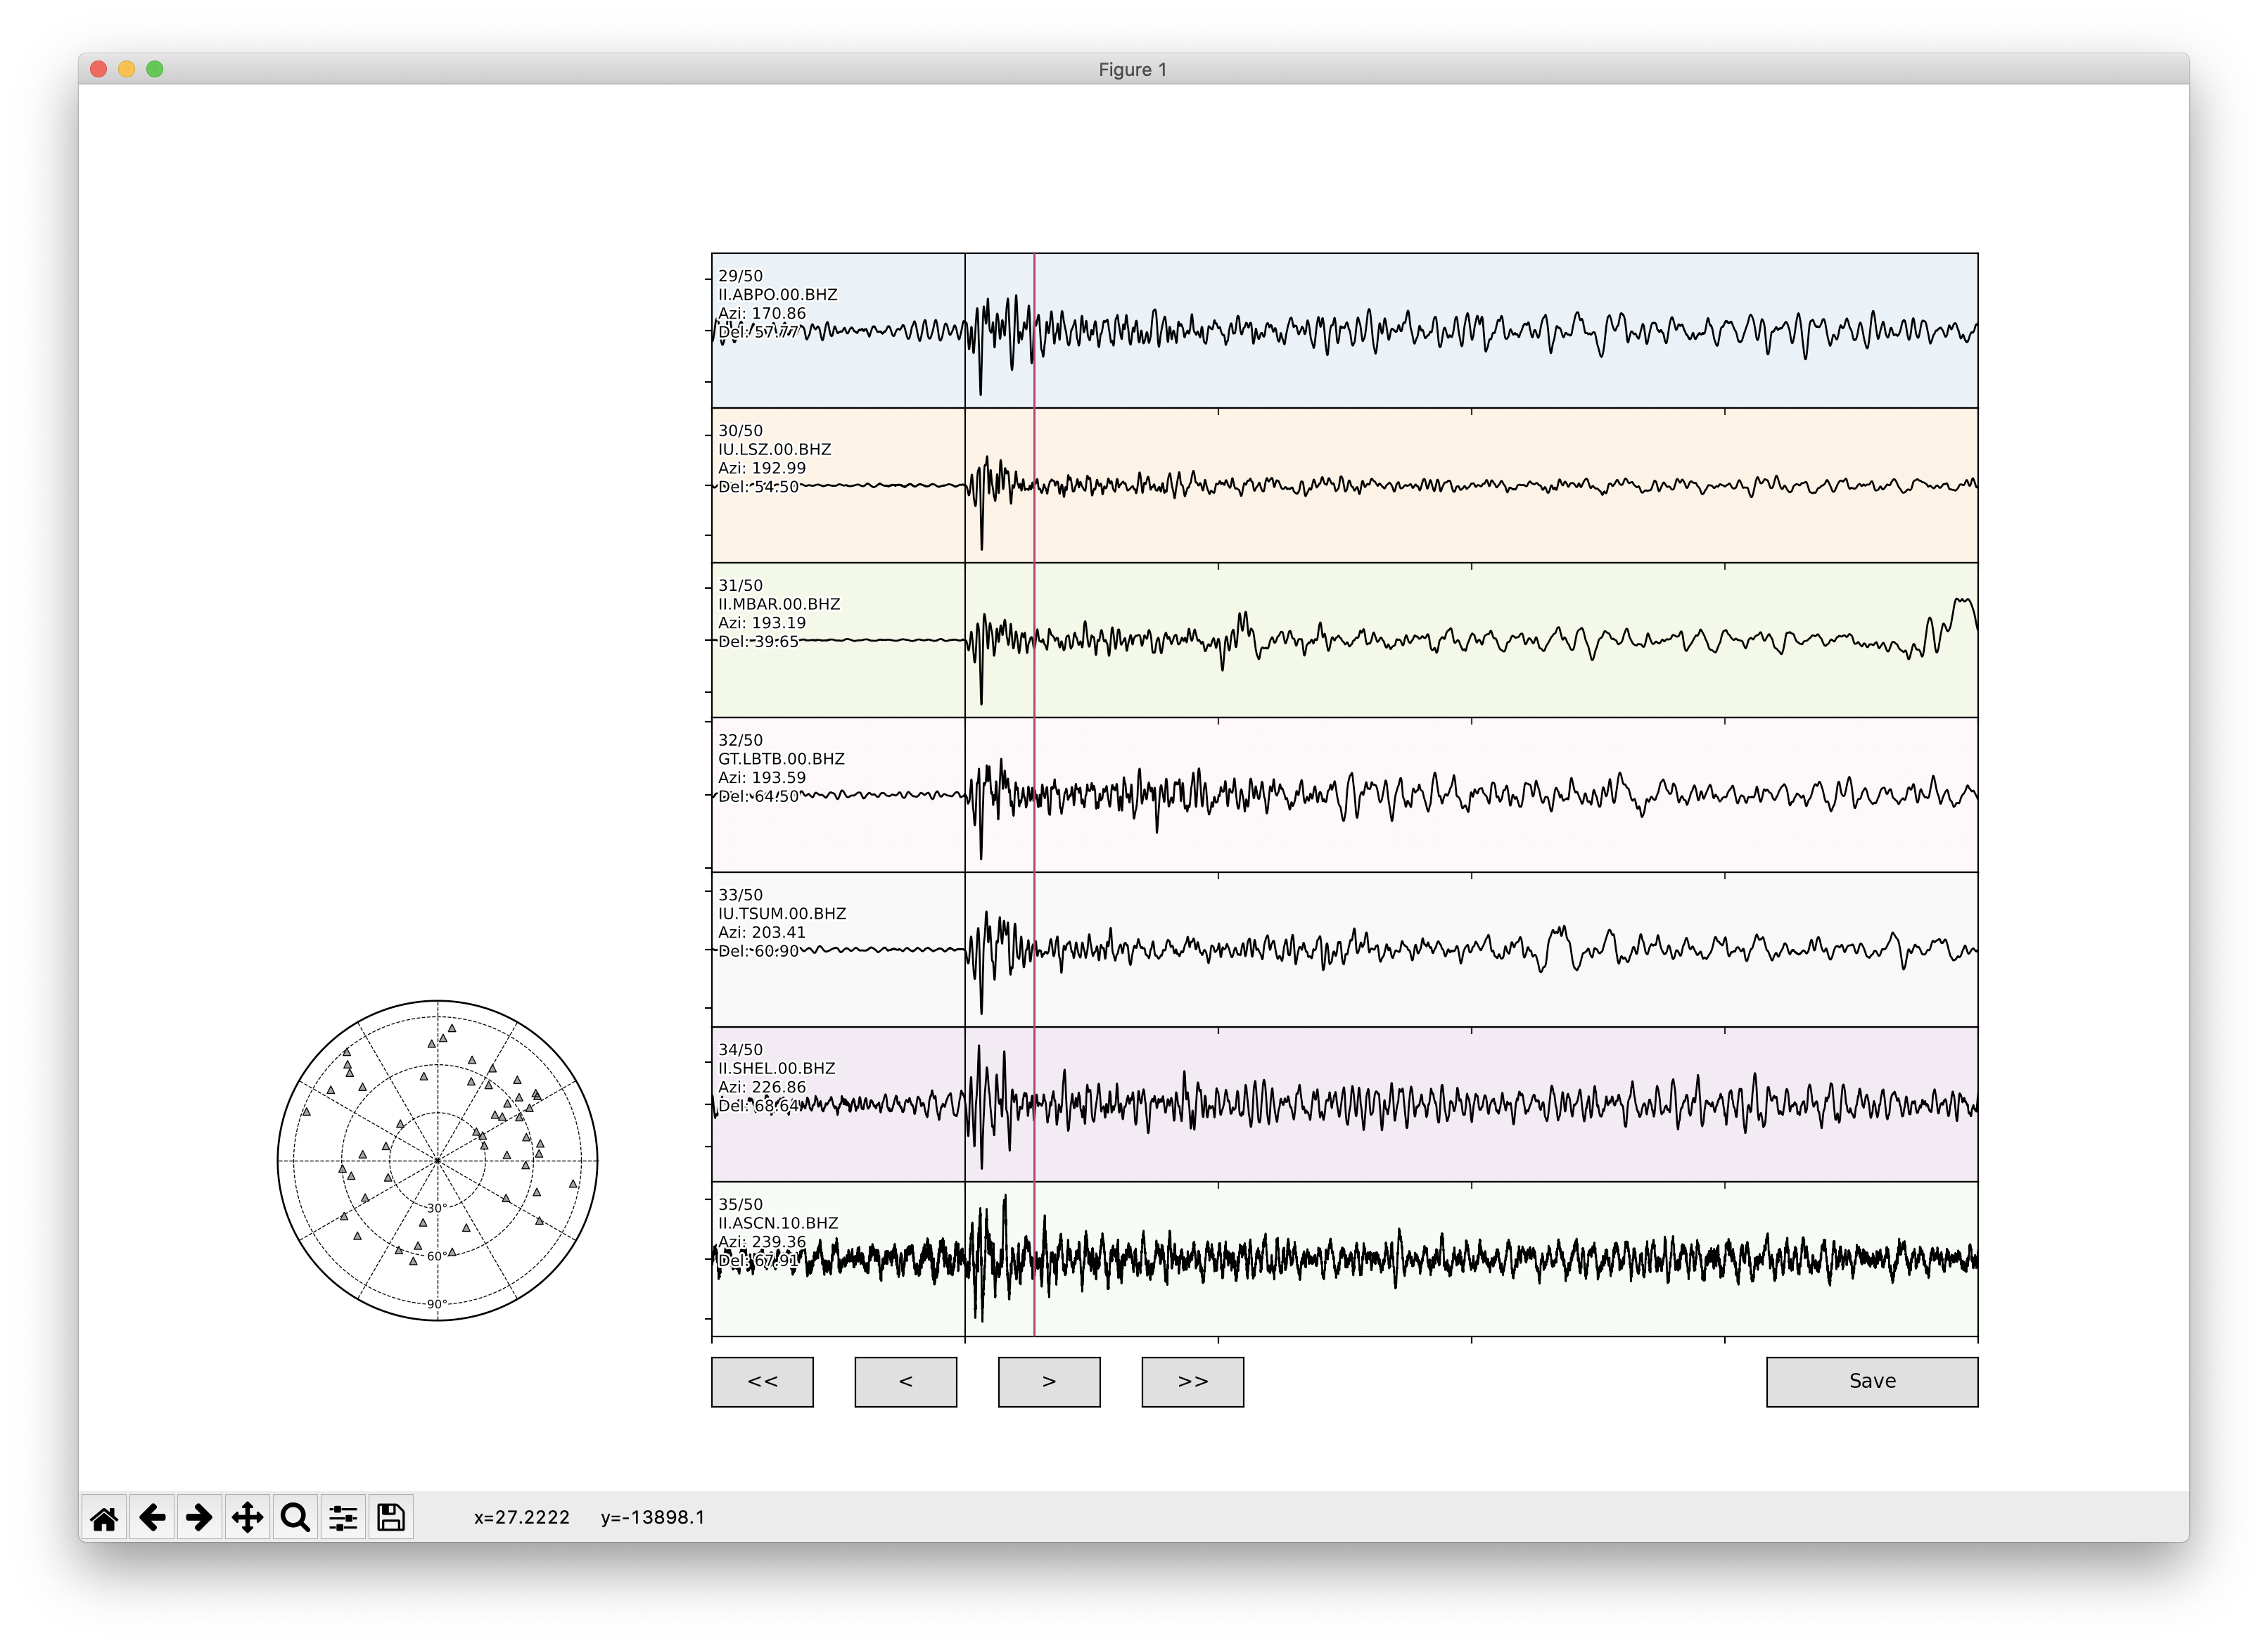 Figure 1
29/50
II.ABPO.00.BHZ
Azi: 170.86
Del: 57.77
30/50
IU.LSZ.00.BHZ
Azi: 192.99
Del: 54.50
31/50
II.MBAR.00.BHZ
Azi: 193.19
Del: 39.65
32/50
GT.LBTB.00.BHZ
Azi: 193.59
Del: 64.50
33/50
IU.TSUM.00.BHZ
Azi: 203.41
Del: 60.90
34/50
II.SHEL.00.BHZ
Azi: 226.86
Del: 68.64
35/50
II.ASCN.10.BHZ
Azi: 239.36
Del: 67.91
30°
60°
90°
<< < > >> Save
x=27.2222 y=-13898.1